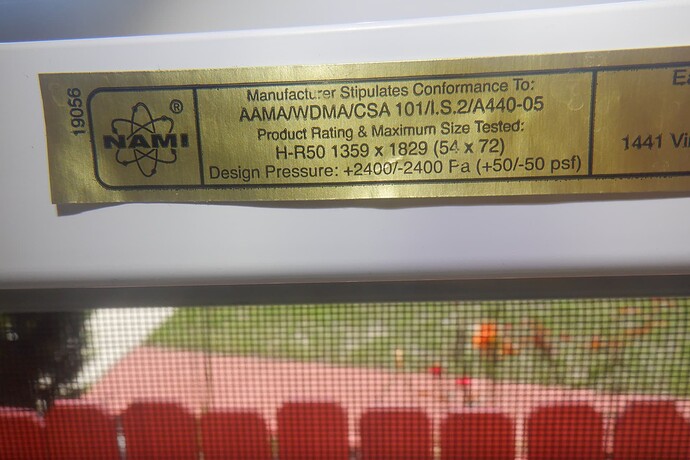 19056
NAMI
®
Manufacturer Stipulates Conformance To:
AAMA/WDMA/CSA 101/I.S.2/A440-05
Product Rating & Maximum Size Tested:
H-R50 1359 x 1829 (54 x 72)
Design Pressure: +2400/-2400 Pa (+50/-50 psf)
1441